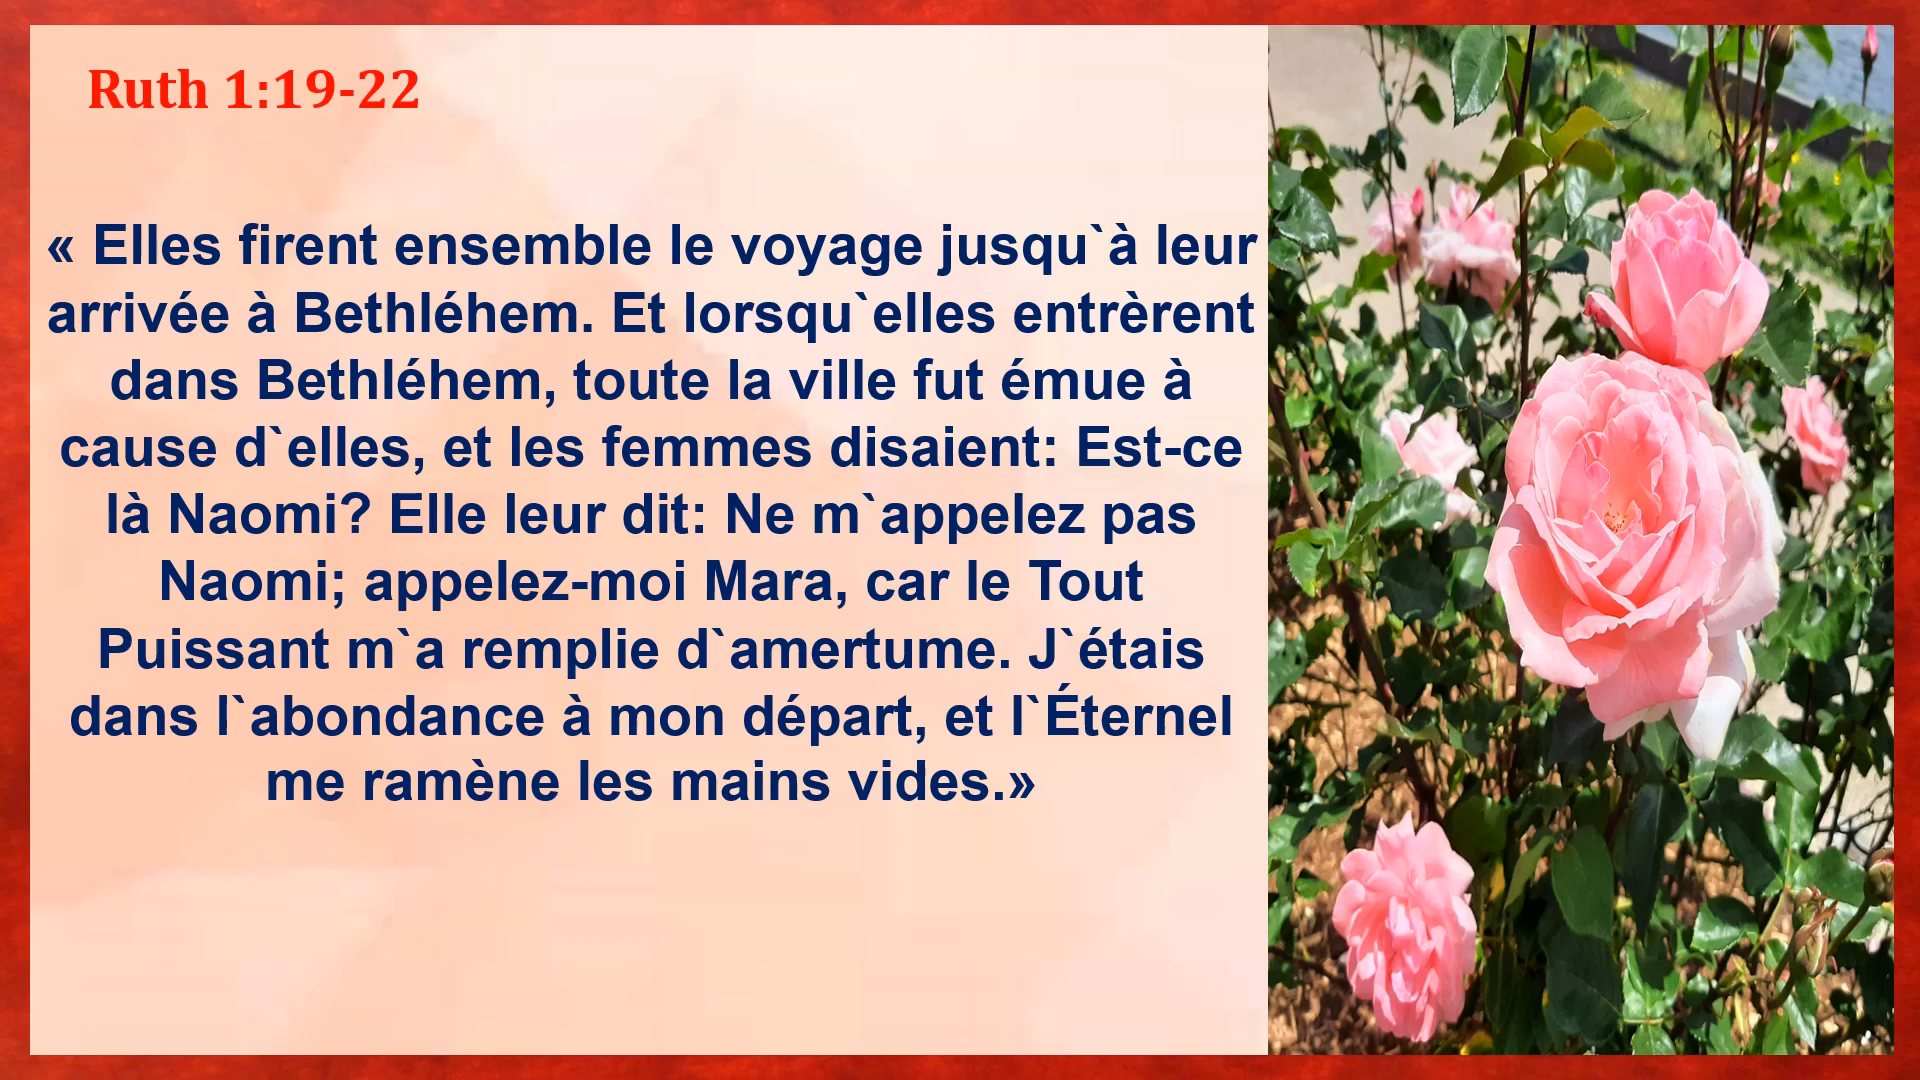 Ruth 1:19-22
« Elles firent ensemble le voyage jusqu`à leur
arrivée à Bethléhem. Et lorsqu`elles entrèrent
dans Bethléhem, toute la ville fut émue à
cause d`elles, et les femmes disaient: Est-ce
là Naomi? Elle leur dit: Ne m`appelez pas
Naomi; appelez-moi Mara, car le Tout
Puissant m`a remplie d`amertume. J`étais
dans l`abondance à mon départ, et l`Éternel
me ramène les mains vides.»